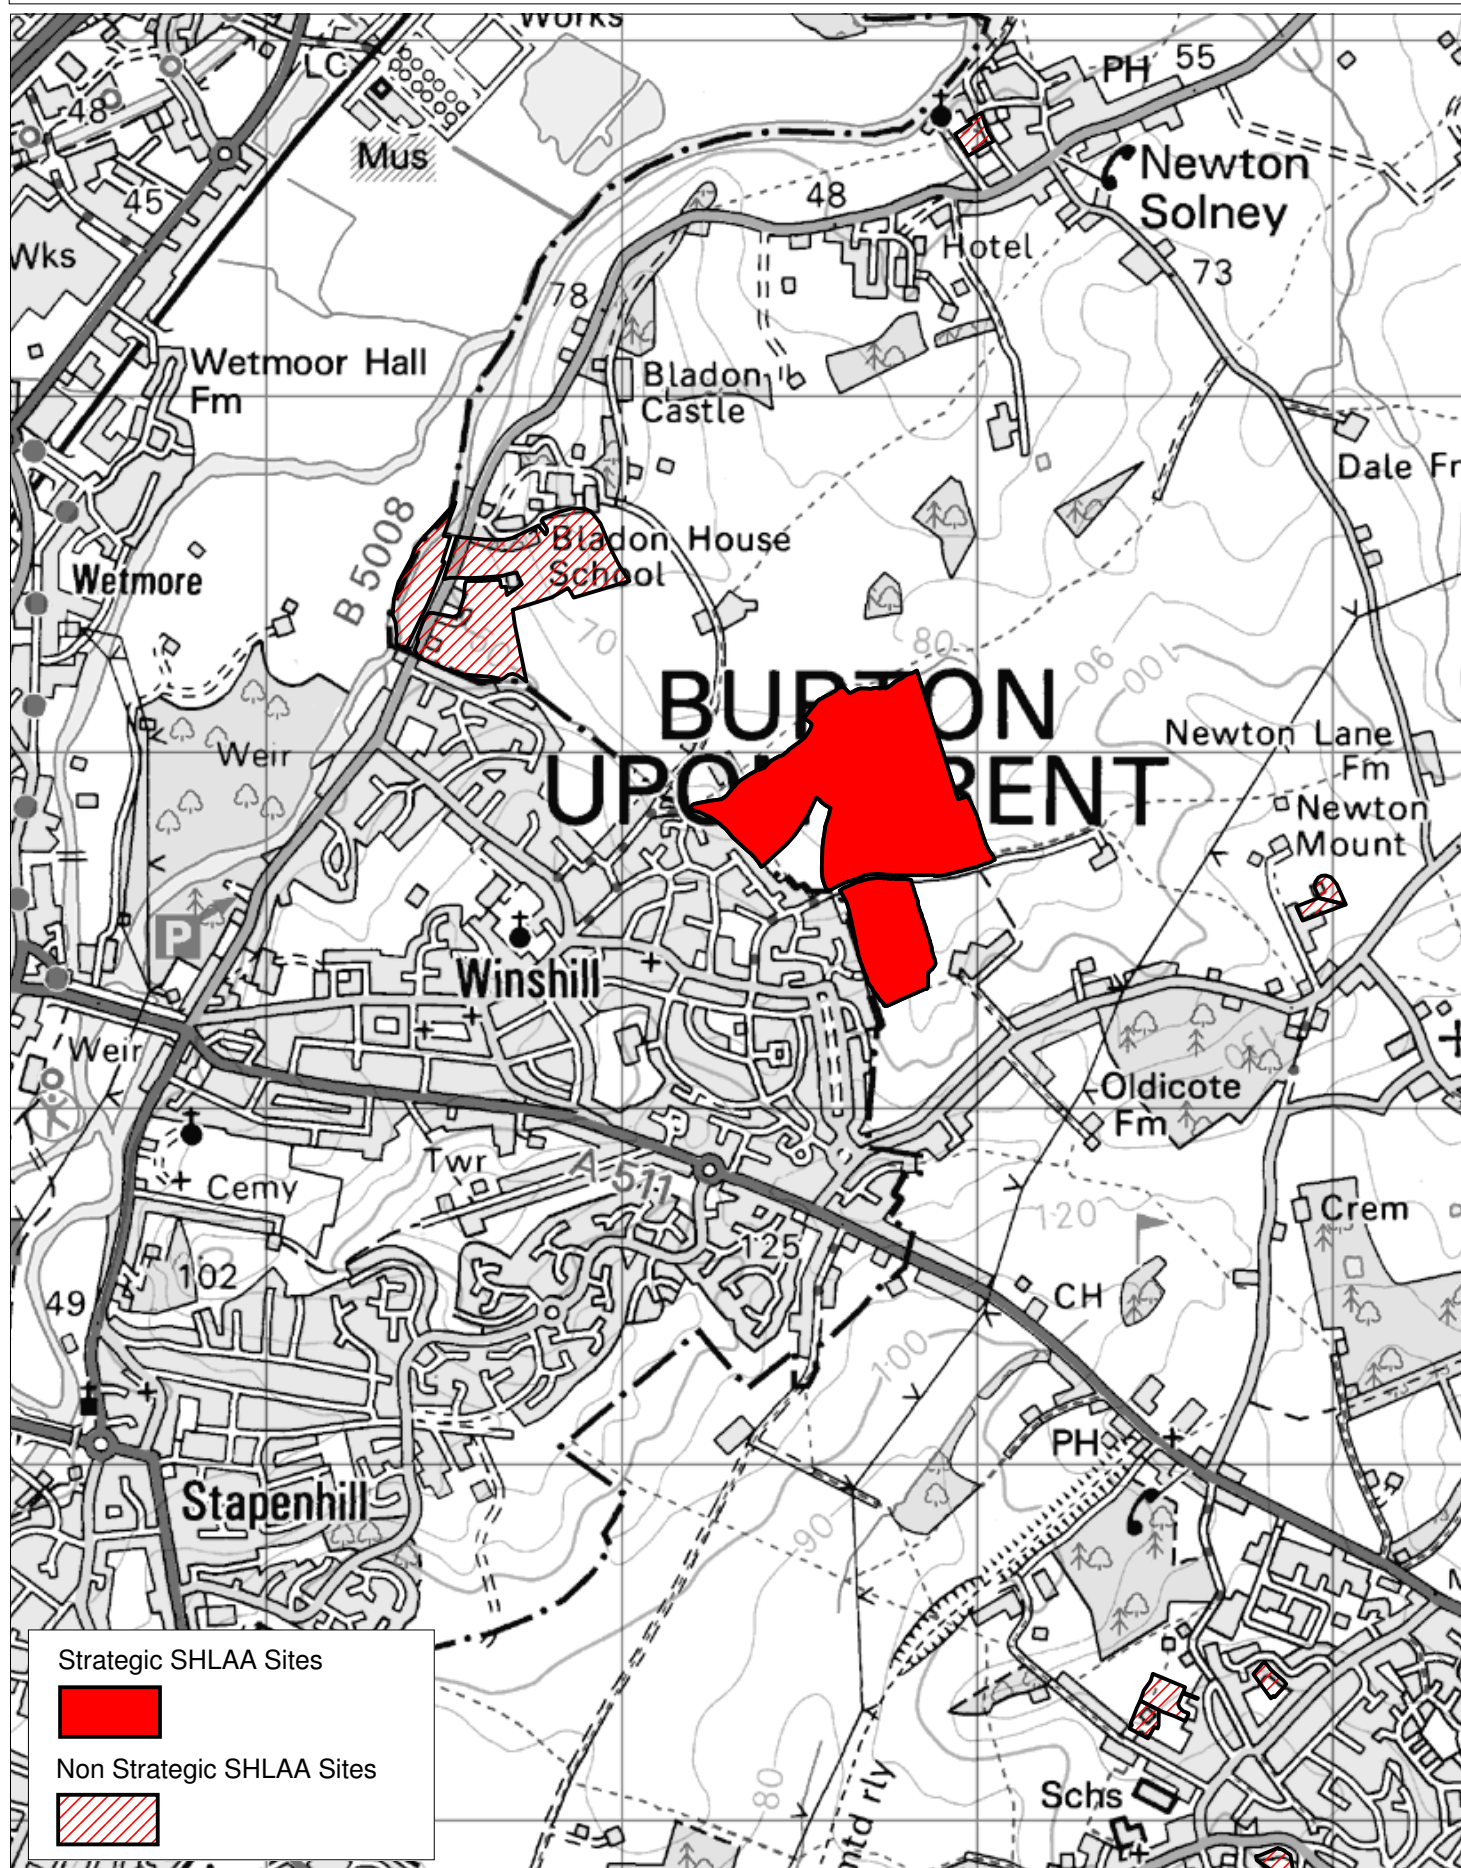 Works
LC
PH
55
48
Mus
Newton
Solney
45
48
Wks
Hotel
73
78
Wetmoor Hall
Fm
Bladon
Castle
Dale Fr
B 5008
Bladon House
School
Wetmore
60
70
80
90
100
BURTON
UPON TRENT
Weir
Newton Lane
Fm
Newton
Mount
P
Winshill
Weir
Oldicote
Fm
Twr
A 511
Cemy
120
Crem
125
102
49
CH
100
PH
90
Stapenhill
Strategic SHLAA Sites
Non Strategic SHLAA Sites
80
mtd rly
Schs